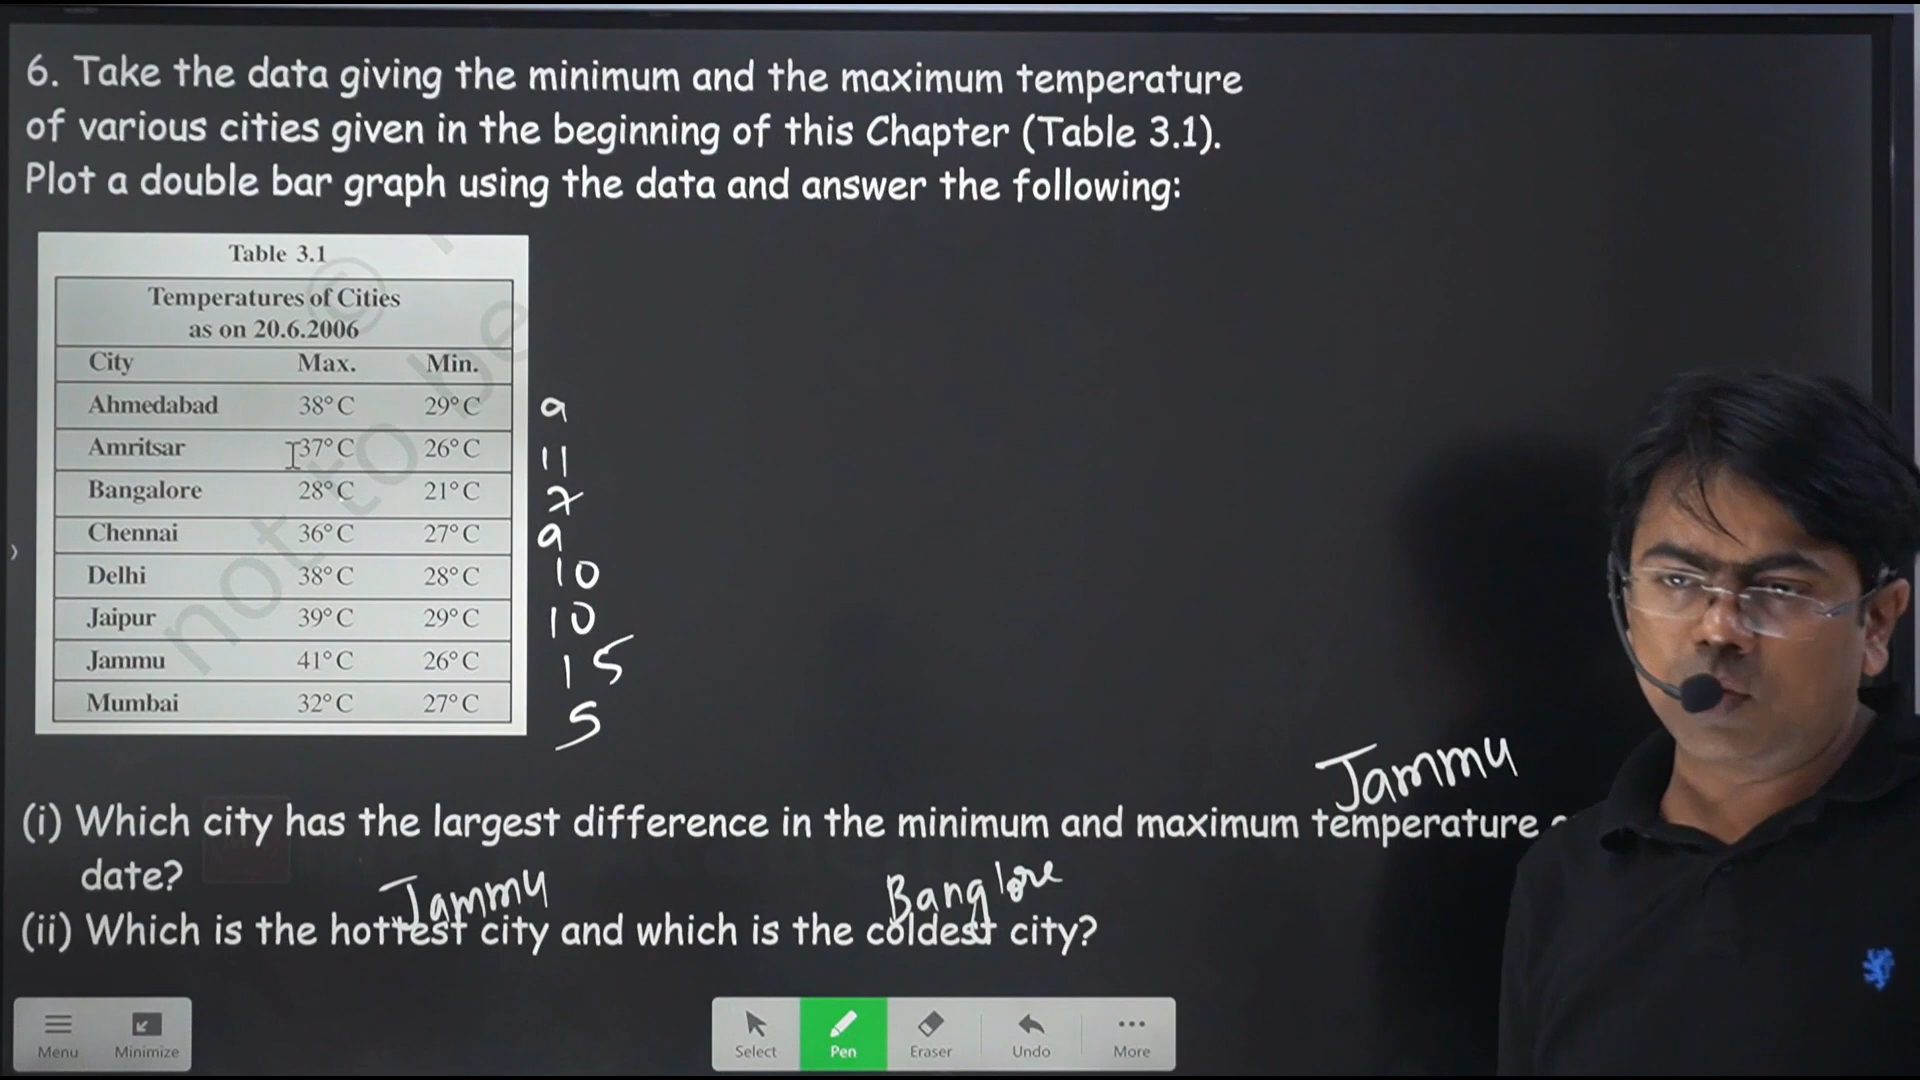 6. Take the data giving the minimum and the maximum temperature
of various cities given in the beginning of this Chapter (Table 3.1).
Plot a double bar graph using the data and answer the following:
Table 3.1
Temperatures of Cities
as on 20.6.2006
City Max. Min.
Ahmedabad 38° C 29° C 9
Amritsar 37° C 26° C 11
Bangalore 28° C 21° C 7
Chennai 36° C 27° C 9
Delhi 38° C 28° C 10
Jaipur 39° C 29° C 10
Jammu 41° C 26° C 15
Mumbai 32° C 27° C 5
© not to be
Jammu
(i) Which city has the largest difference in the minimum and maximum temperature
date?
Jammu Banglore
(ii) Which is the hottest city and which is the coldest city?
Menu Minimize Select Pen Eraser Undo More